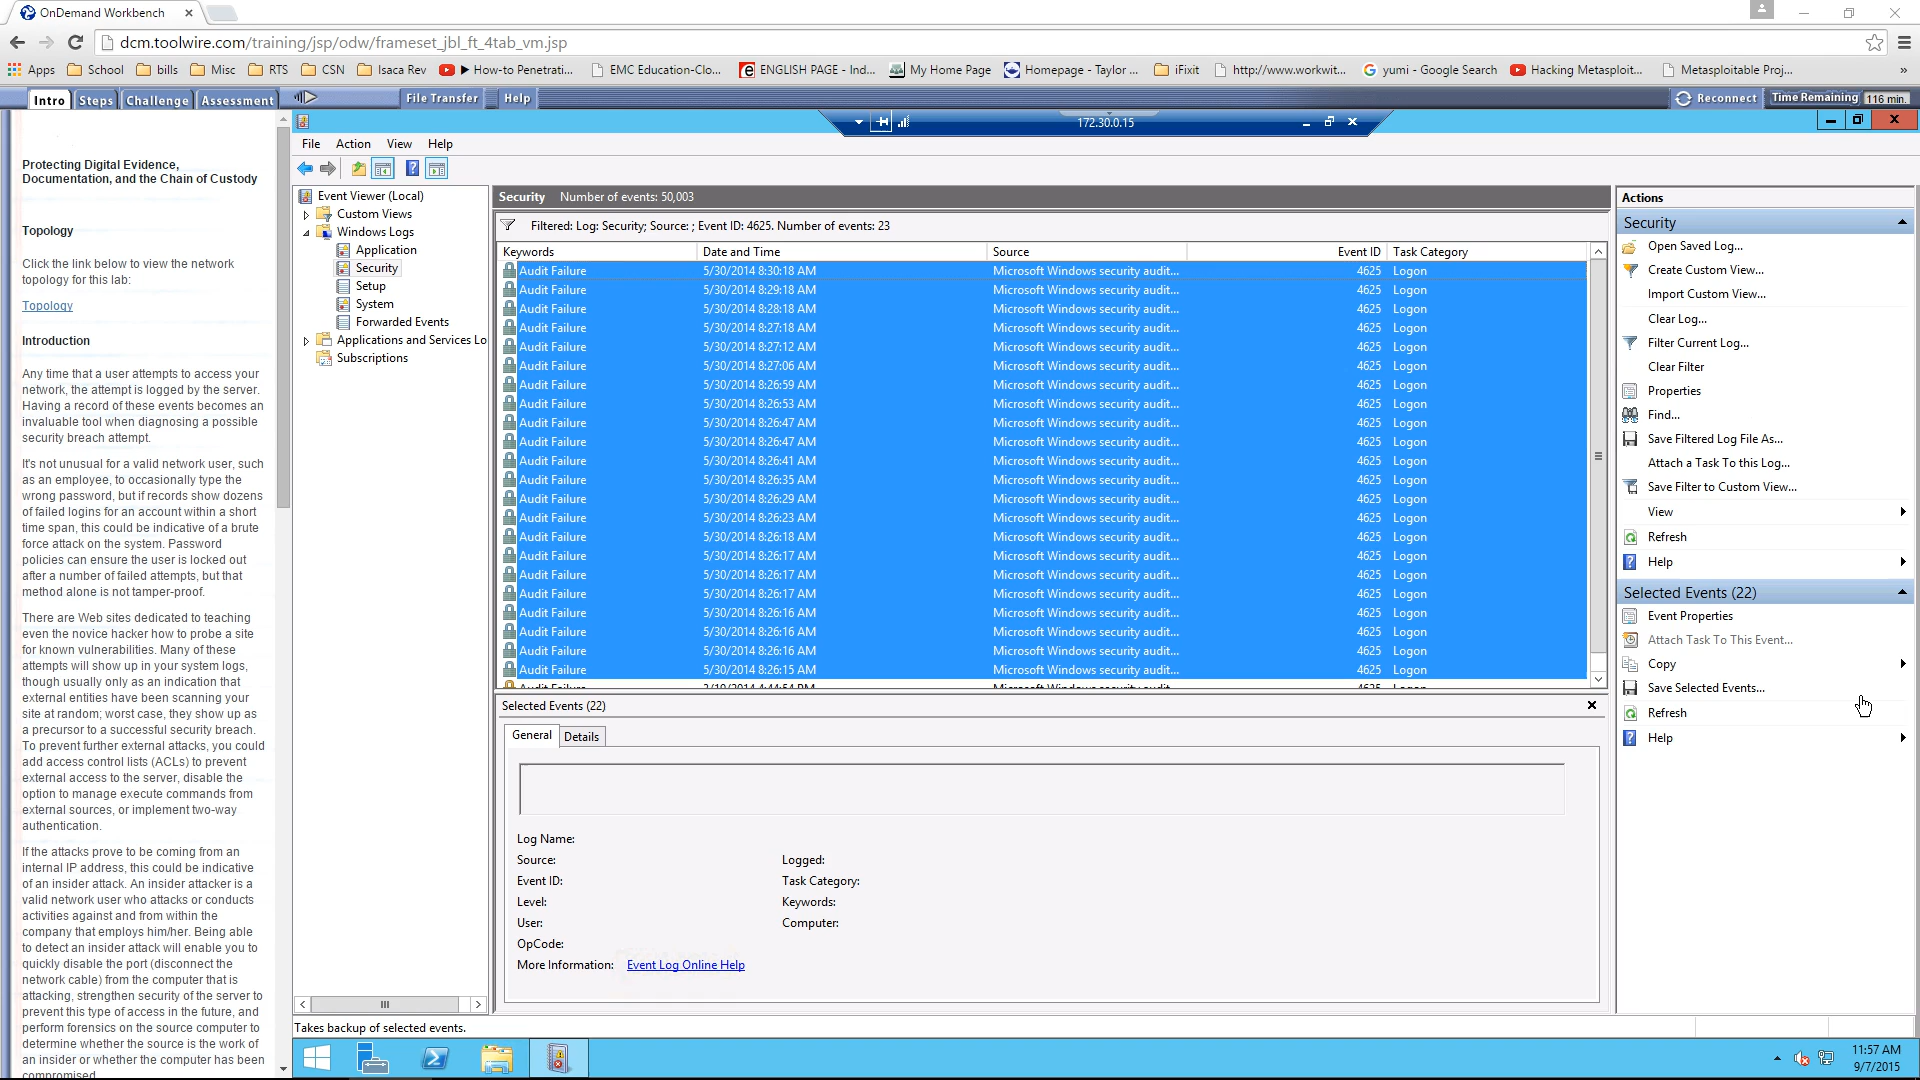 OnDemand Workbench
dcm.toolwire.com/training/jsp/odw/frameset_jbl_ft_4tab_vm.jsp
Apps School bills Misc RTS CSN Isaca Rev ▶ How-to Penetrati... EMC Education-Clo... ENGLISH PAGE - Ind... My Home Page Homepage - Taylor ... iFixit http://www.workwit... yumi - Google Search Hacking Metasploit... Metasploitable Proj... »
Intro Steps Challenge Assessment File Transfer Help Reconnect Time Remaining 116 min.
172.30.0.15
Protecting Digital Evidence,
Documentation, and the Chain of Custody
Topology
Click the link below to view the network
topology for this lab:
Topology
Introduction
Any time that a user attempts to access your
network, the attempt is logged by the server.
Having a record of these events becomes an
invaluable tool when diagnosing a possible
security breach attempt.
It's not unusual for a valid network user, such
as an employee, to occasionally type the
wrong password, but if records show dozens
of failed logins for an account within a short
time span, this could be indicative of a brute
force attack on the system. Password
policies can ensure the user is locked out
after a number of failed attempts, but that
method alone is not tamper-proof.
There are Web sites dedicated to teaching
even the novice hacker how to probe a site
for known vulnerabilities. Many of these
attempts will show up in your system logs,
though usually only as an indication that
external entities have been scanning your
site at random; worst case, they show up as
a precursor to a successful security breach.
To prevent further external attacks, you could
add access control lists (ACLs) to prevent
external access to the server, disable the
option to manage execute commands from
external sources, or implement two-way
authentication.
If the attacks prove to be coming from an
internal IP address, this could be indicative
of an insider attack. An insider attacker is a
valid network user who attacks or conducts
activities against and from within the
company that employs him/her. Being able
to detect an insider attack will enable you to
quickly disable the port (disconnect the
network cable) from the computer that is
attacking, strengthen security of the server to
prevent this type of access in the future, and
perform forensics on the source computer to
determine whether the source is the work of
an insider or whether the computer has been
compromised.
File Action View Help
Event Viewer (Local)
Custom Views
Windows Logs
Application
Security
Setup
System
Forwarded Events
Applications and Services Lo
Subscriptions
Security Number of events: 50,003
Filtered: Log: Security; Source: ; Event ID: 4625. Number of events: 23
Keywords Date and Time Source Event ID Task Category
Audit Failure 5/30/2014 8:30:18 AM Microsoft Windows security audit... 4625 Logon
Audit Failure 5/30/2014 8:29:18 AM Microsoft Windows security audit... 4625 Logon
Audit Failure 5/30/2014 8:28:18 AM Microsoft Windows security audit... 4625 Logon
Audit Failure 5/30/2014 8:27:18 AM Microsoft Windows security audit... 4625 Logon
Audit Failure 5/30/2014 8:27:12 AM Microsoft Windows security audit... 4625 Logon
Audit Failure 5/30/2014 8:27:06 AM Microsoft Windows security audit... 4625 Logon
Audit Failure 5/30/2014 8:26:59 AM Microsoft Windows security audit... 4625 Logon
Audit Failure 5/30/2014 8:26:53 AM Microsoft Windows security audit... 4625 Logon
Audit Failure 5/30/2014 8:26:47 AM Microsoft Windows security audit... 4625 Logon
Audit Failure 5/30/2014 8:26:47 AM Microsoft Windows security audit... 4625 Logon
Audit Failure 5/30/2014 8:26:41 AM Microsoft Windows security audit... 4625 Logon
Audit Failure 5/30/2014 8:26:35 AM Microsoft Windows security audit... 4625 Logon
Audit Failure 5/30/2014 8:26:29 AM Microsoft Windows security audit... 4625 Logon
Audit Failure 5/30/2014 8:26:23 AM Microsoft Windows security audit... 4625 Logon
Audit Failure 5/30/2014 8:26:18 AM Microsoft Windows security audit... 4625 Logon
Audit Failure 5/30/2014 8:26:17 AM Microsoft Windows security audit... 4625 Logon
Audit Failure 5/30/2014 8:26:17 AM Microsoft Windows security audit... 4625 Logon
Audit Failure 5/30/2014 8:26:17 AM Microsoft Windows security audit... 4625 Logon
Audit Failure 5/30/2014 8:26:16 AM Microsoft Windows security audit... 4625 Logon
Audit Failure 5/30/2014 8:26:16 AM Microsoft Windows security audit... 4625 Logon
Audit Failure 5/30/2014 8:26:16 AM Microsoft Windows security audit... 4625 Logon
Audit Failure 5/30/2014 8:26:15 AM Microsoft Windows security audit... 4625 Logon
Selected Events (22)
General Details
Log Name:
Source: Logged:
Event ID: Task Category:
Level: Keywords:
User: Computer:
OpCode:
More Information: Event Log Online Help
Actions
Security
Open Saved Log...
Create Custom View...
Import Custom View...
Clear Log...
Filter Current Log...
Clear Filter
Properties
Find...
Save Filtered Log File As...
Attach a Task To this Log...
Save Filter to Custom View...
View
Refresh
Help
Selected Events (22)
Event Properties
Attach Task To This Event...
Copy
Save Selected Events...
Refresh
Help
Takes backup of selected events.
11:57 AM
9/7/2015